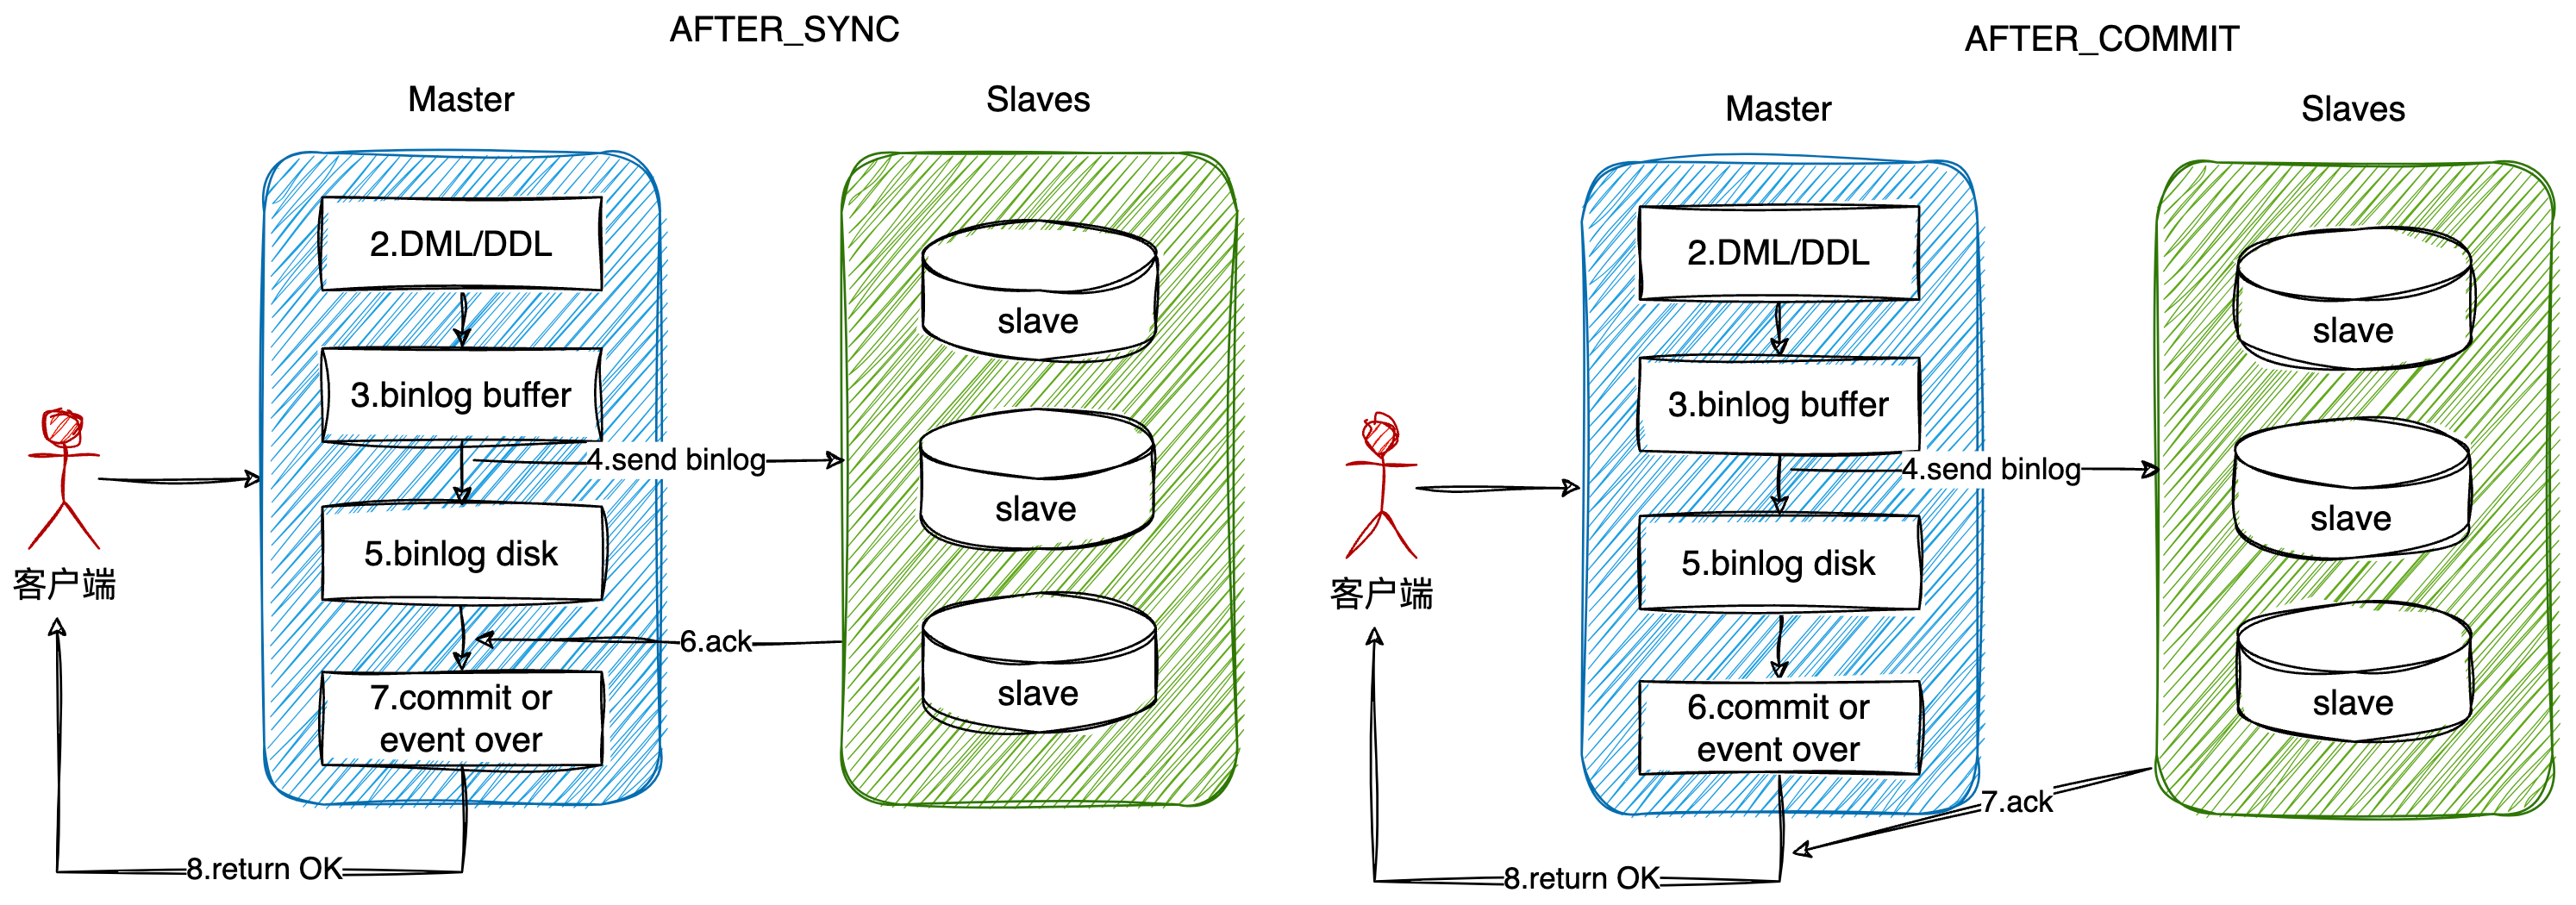 AFTER_SYNC
Master
Slaves
2.DML/DDL
3.binlog buffer
4.send binlog
5.binlog disk
6.ack
7.commit or
event over
8.return OK
客户端
slave
slave
slave
AFTER_COMMIT
Master
Slaves
2.DML/DDL
3.binlog buffer
4.send binlog
5.binlog disk
6.commit or
event over
7.ack
8.return OK
客户端
slave
slave
slave